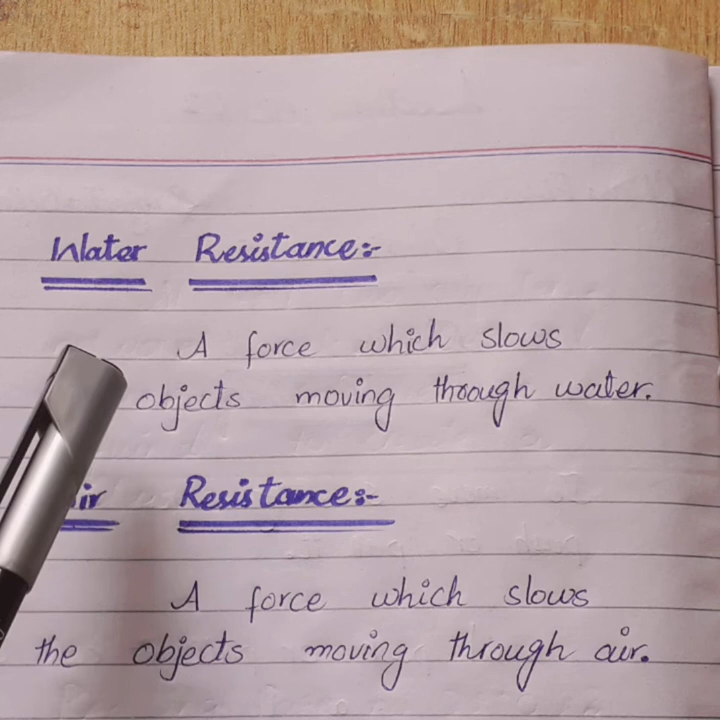 Water Resistance:-
A force which slows
objects moving through water.
Resistance:-
A force which slows
the objects moving through air.